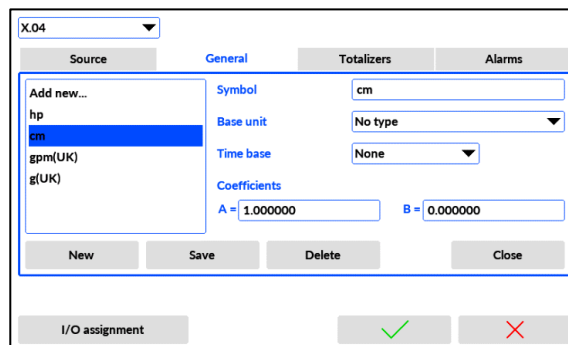 X.04
Source General Totalizers Alarms
Add new...
hp
cm
gpm(UK)
g(UK)
Symbol cm
Base unit No type
Time base None
Coefficients
A = 1.000000 B = 0.000000
New Save Delete Close
I/O assignment